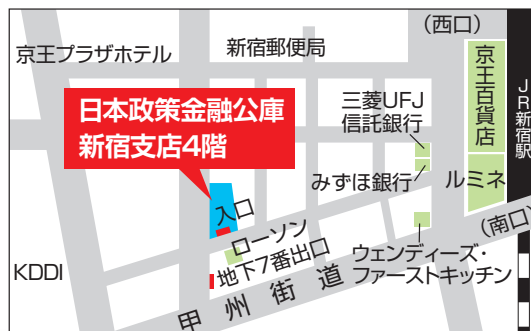 (西口)
京王プラザホテル
新宿郵便局
京王百貨店
JR新宿駅
日本政策金融公庫
新宿支店4階
三菱UFJ
信託銀行
みずほ銀行
ルミネ
入口
(南口)
ローソン
地下7番出口
ウェンディーズ・
ファーストキッチン
KDDI
甲州街道